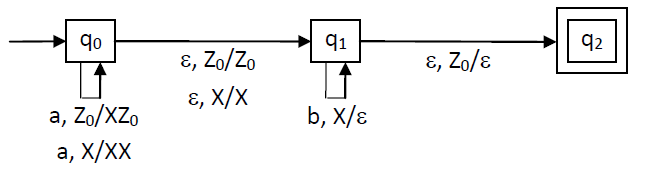 q₀
q₁
q₂
ε, Z₀/Z₀
ε, X/X
ε, Z₀/ε
a, Z₀/XZ₀
a, X/XX
b, X/ε